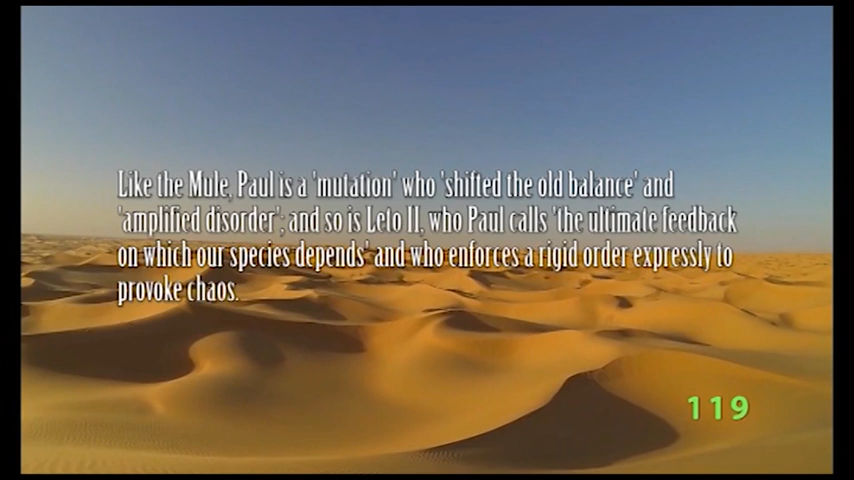 Like the Mule, Paul is a 'mutation' who 'shifted the old balance' and
'amplified disorder'; and so is Leto II, who Paul calls 'the ultimate feedback
on which our species depends' and who enforces a rigid order expressly to
provoke chaos.
119